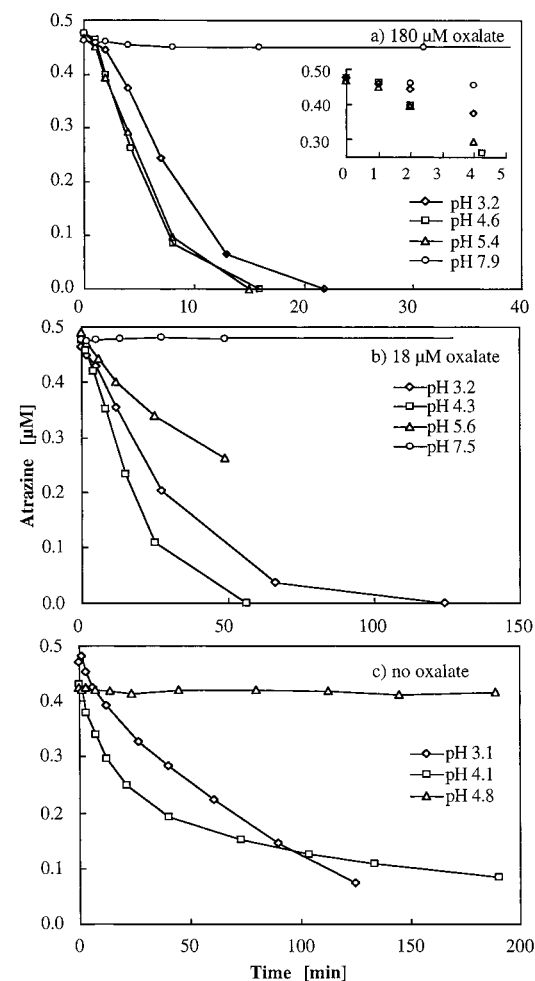 0.5
a) 180 µM oxalate
0.4
0.50
0.3
0.40
0.2
0.30
0 1 2 3 4 5
pH 3.2
pH 4.6
0.1
pH 5.4
pH 7.9
0.0
0 10 20 30 40
0.5
b) 18 µM oxalate
0.4
pH 3.2
pH 4.3
0.3
pH 5.6
pH 7.5
Atrazine [µM]
0.2
0.1
0.0
0 50 100 150
0.5
c) no oxalate
0.4
0.3
pH 3.1
pH 4.1
0.2
pH 4.8
0.1
0.0
0 50 100 150 200
Time [min]